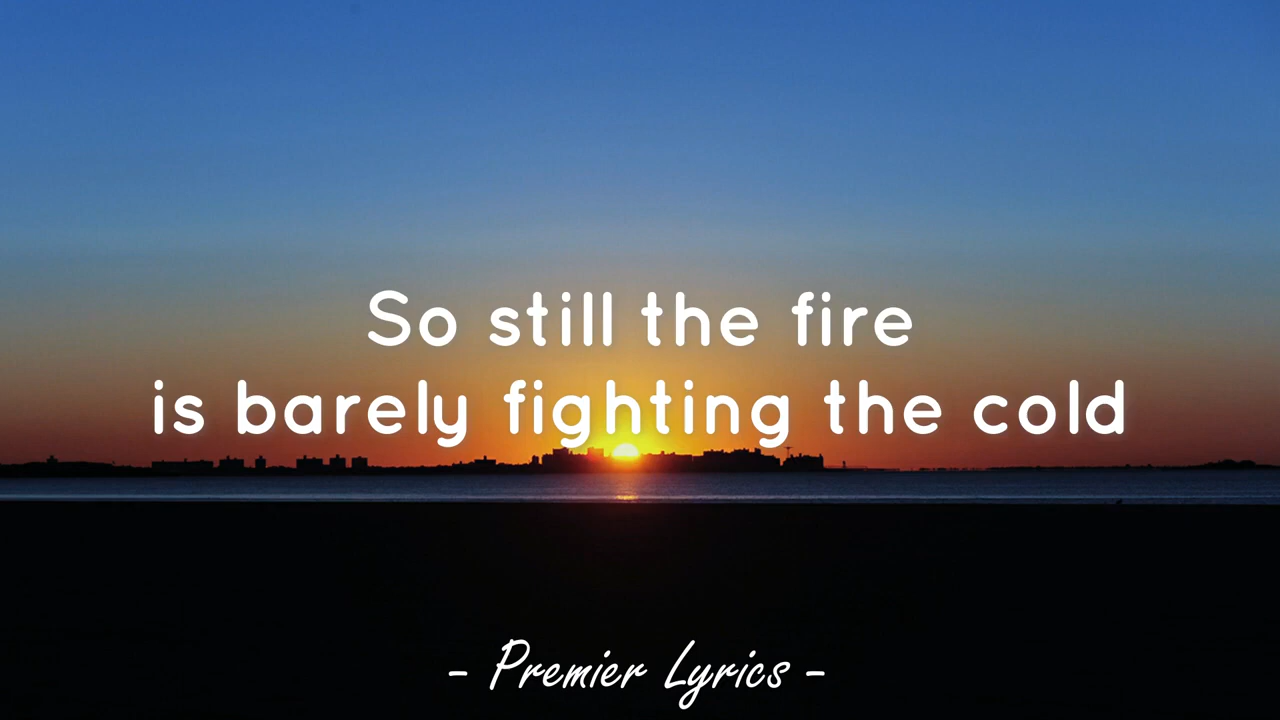 So still the fire
is barely fighting the cold
- Premier Lyrics -